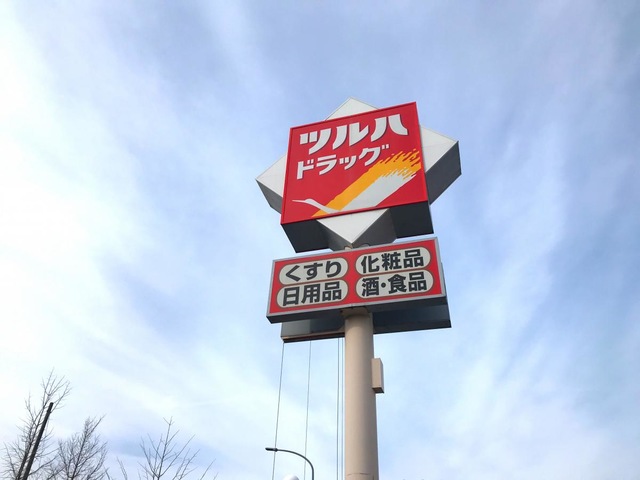 ツルハ
ドラッグ
くすり 化粧品
日用品 酒・食品